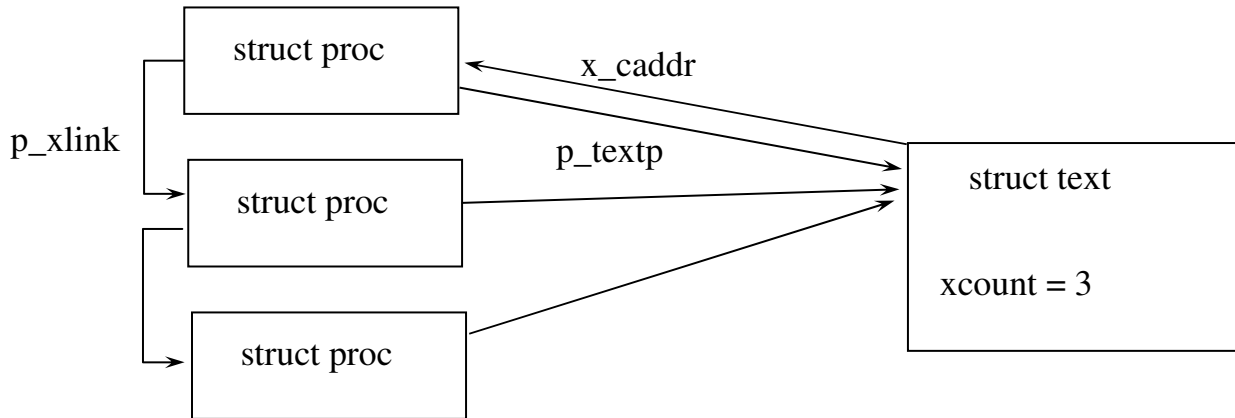 struct proc
x_caddr
p_xlink
p_textp
struct text
struct proc
xcount = 3
struct proc